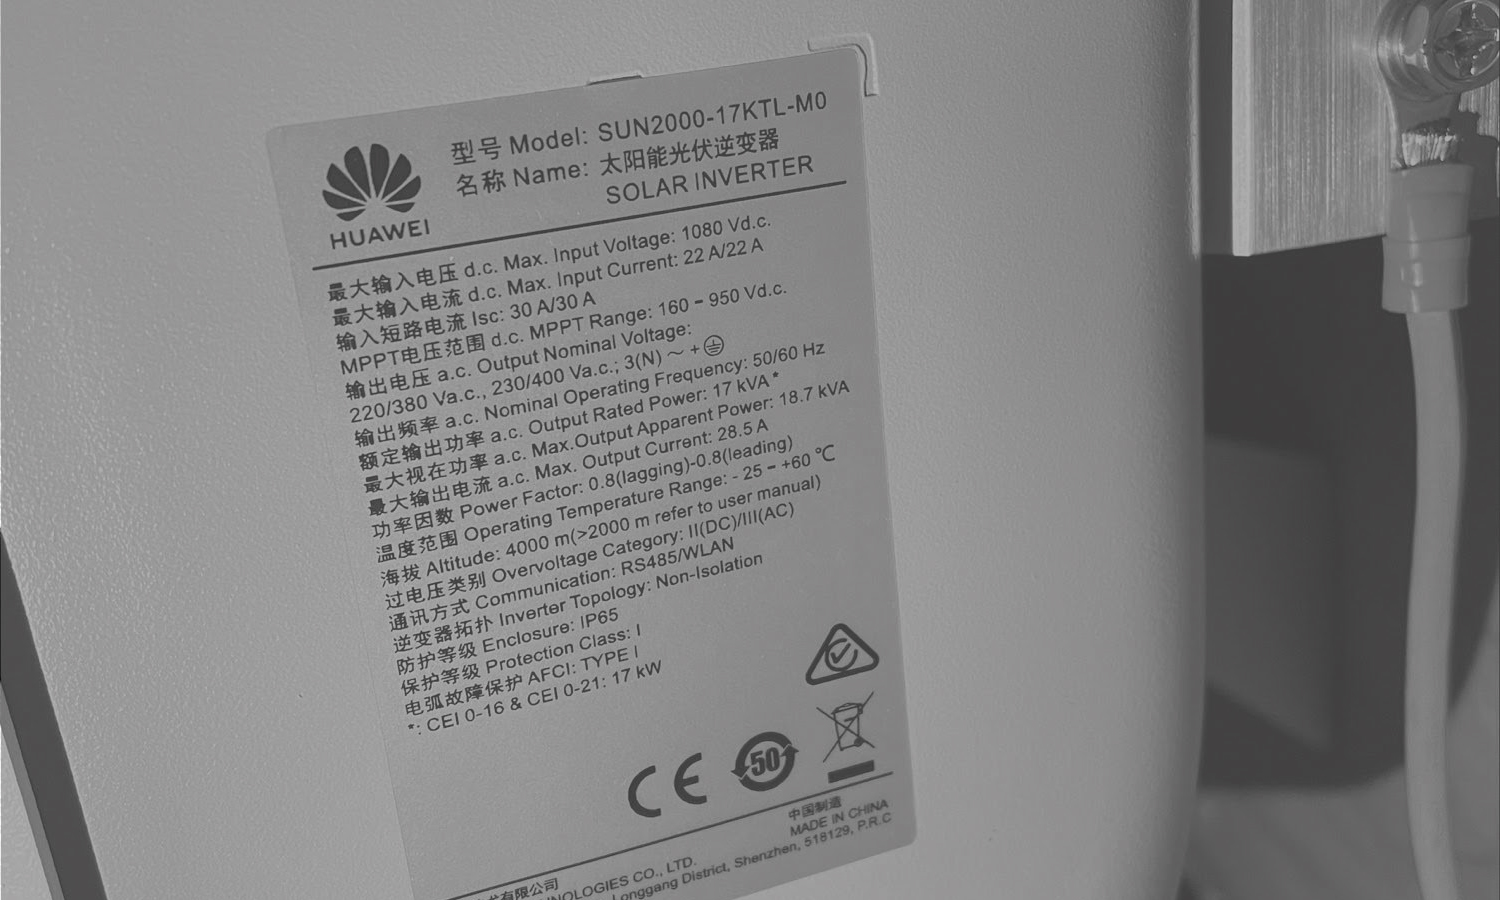 HUAWEI
型号 Model: SUN2000-17KTL-M0
名称 Name: 太阳能光伏逆变器
SOLAR INVERTER
最大输入电压 d.c. Max. Input Voltage: 1080 Vd.c.
最大输入电流 d.c. Max. Input Current: 22 A/22 A
输入短路电流 Isc: 30 A/30 A
MPPT电压范围 d.c. MPPT Range: 160 - 950 Vd.c.
输出电压 a.c. Output Nominal Voltage:
220/380 Va.c., 230/400 Va.c.; 3(N) ~ + ⏚
输出频率 a.c. Nominal Operating Frequency: 50/60 Hz
额定输出功率 a.c. Output Rated Power: 17 kVA *
最大视在功率 a.c. Max.Output Apparent Power: 18.7 kVA
最大输出电流 a.c. Max. Output Current: 28.5 A
功率因数 Power Factor: 0.8(lagging)-0.8(leading)
温度范围 Operating Temperature Range: - 25 - +60 ℃
海拔 Altitude: 4000 m(>2000 m refer to user manual)
过电压类别 Overvoltage Category: II(DC)/III(AC)
通讯方式 Communication: RS485/WLAN
逆变器拓扑 Inverter Topology: Non-Isolation
防护等级 Enclosure: IP65
保护等级 Protection Class: I
电弧故障保护 AFCI: TYPE I
*: CEI 0-16 & CEI 0-21: 17 kW
CE
50
中国制造
MADE IN CHINA
有限公司
CO., LTD.
Longgang District, Shenzhen, 518129, P.R.C